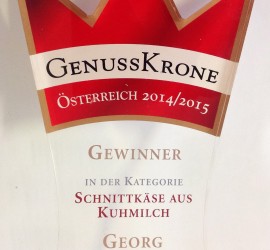 GENUSSKRONE
ÖSTERREICH 2014/2015
GEWINNER
IN DER KATEGORIE
SCHNITTKÄSE AUS
KUHMILCH
GEORG